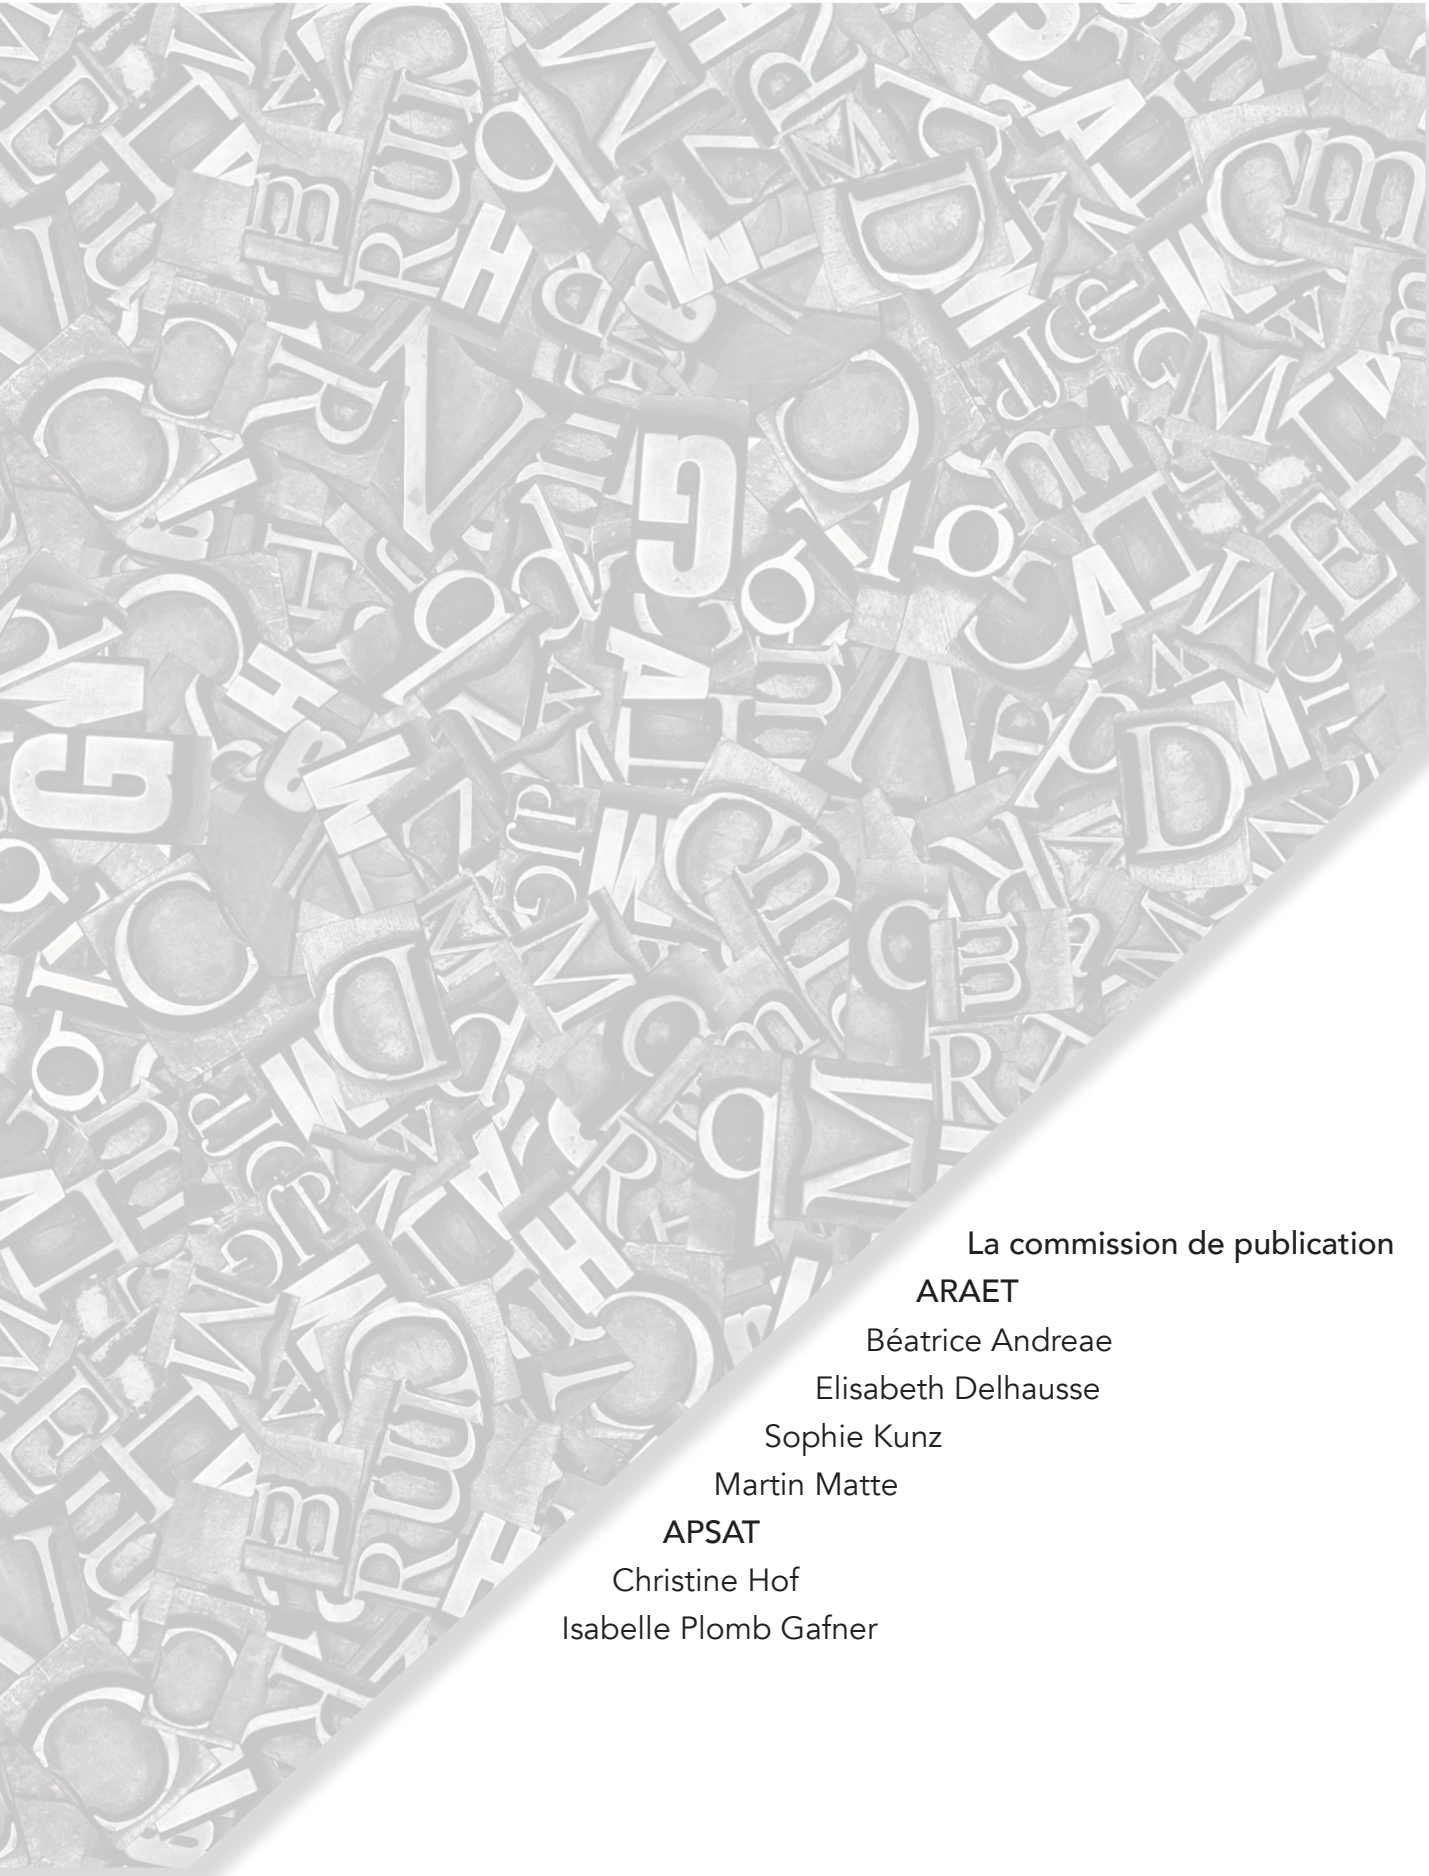 La commission de publication
ARAET
Béatrice Andreae
Elisabeth Delhausse
Sophie Kunz
Martin Matte
APSAT
Christine Hof
Isabelle Plomb Gafner